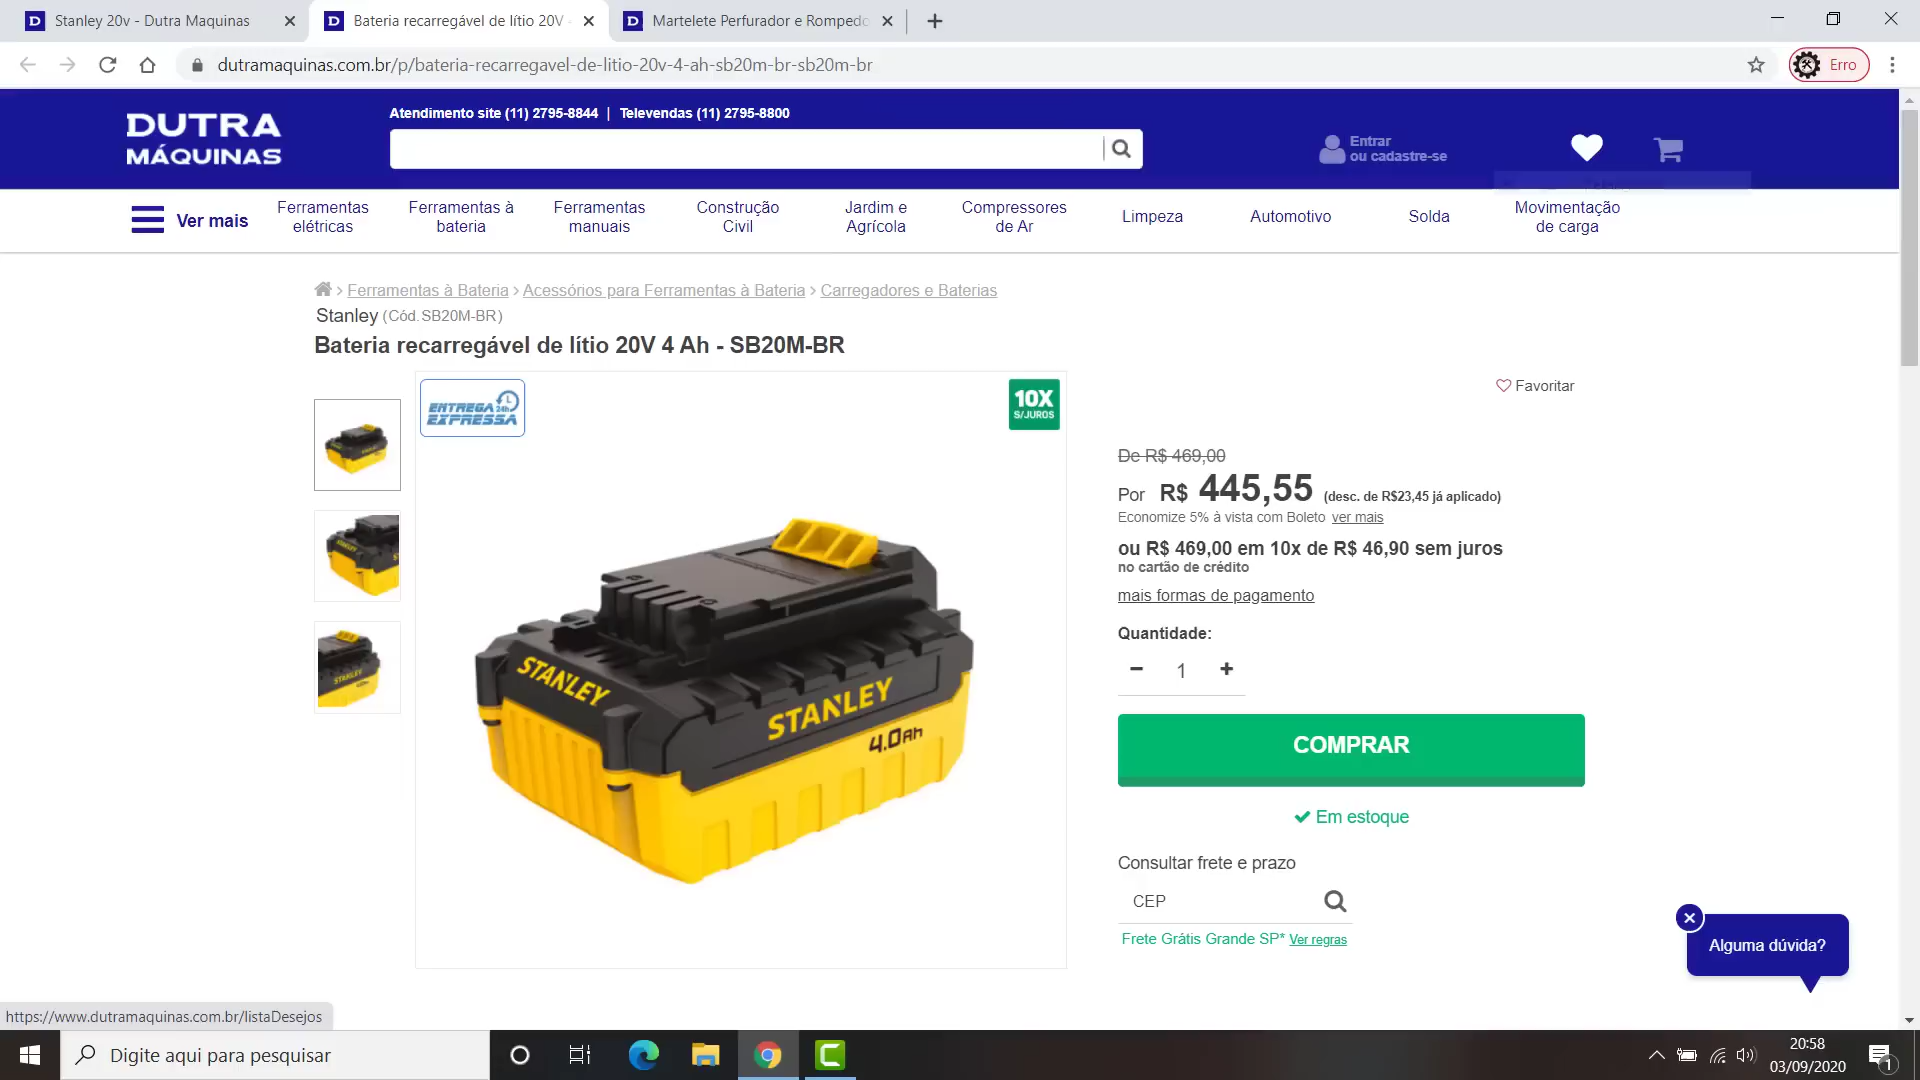 Stanley 20v - Dutra Maquinas
Bateria recarregável de lítio 20V
Martelete Perfurador e Rompedo
dutramaquinas.com.br/p/bateria-recarregavel-de-litio-20v-4-ah-sb20m-br-sb20m-br
Erro
DUTRA
MÁQUINAS
Atendimento site (11) 2795-8844 | Televendas (11) 2795-8800
Entrar
ou cadastre-se
Ver mais
Ferramentas
elétricas
Ferramentas à
bateria
Ferramentas
manuais
Construção
Civil
Jardim e
Agrícola
Compressores
de Ar
Limpeza
Automotivo
Solda
Movimentação
de carga
Ferramentas à Bateria > Acessórios para Ferramentas à Bateria > Carregadores e Baterias
Stanley (Cód.SB20M-BR)
Bateria recarregável de lítio 20V 4 Ah - SB20M-BR
ENTREGA 24h
EXPRESSA
10X
S/JUROS
STANLEY
STANLEY
4.0Ah
Favoritar
De R$ 469,00
Por R$ 445,55 (desc. de R$23,45 já aplicado)
Economize 5% à vista com Boleto ver mais
ou R$ 469,00 em 10x de R$ 46,90 sem juros
no cartão de crédito
mais formas de pagamento
Quantidade:
- 1 +
COMPRAR
Em estoque
Consultar frete e prazo
CEP
Frete Grátis Grande SP* Ver regras
Alguma dúvida?
https://www.dutramaquinas.com.br/listaDesejos
Digite aqui para pesquisar
20:58
03/09/2020
1